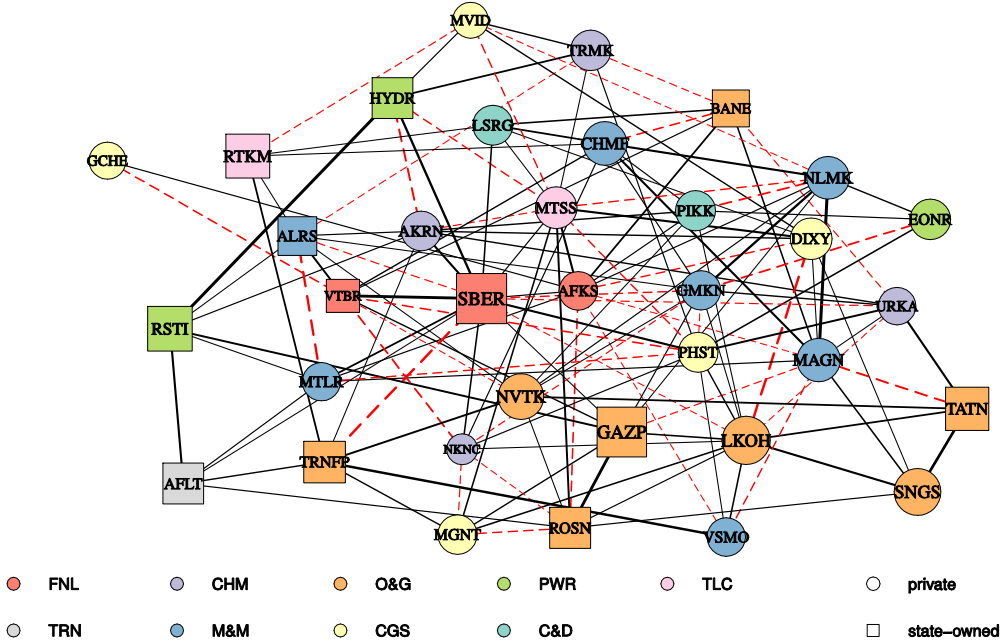 MVID
TRMK
HYDR
BANE
LSRG
CHMF
RTKM
GCHE
NLMK
MTSS
PIKK
EONR
AKRN
ALRS
DIXY
VTBR
SBER
AFKS
GMKN
URKA
RSTI
PHST
MAGN
MTLR
NVTK
TATN
GAZP
LKOH
NKNC
TRNFP
AFLT
SNGS
MGNT
ROSN
VSMO
FNL CHM O&G PWR TLC private
TRN M&M CGS C&D state-owned